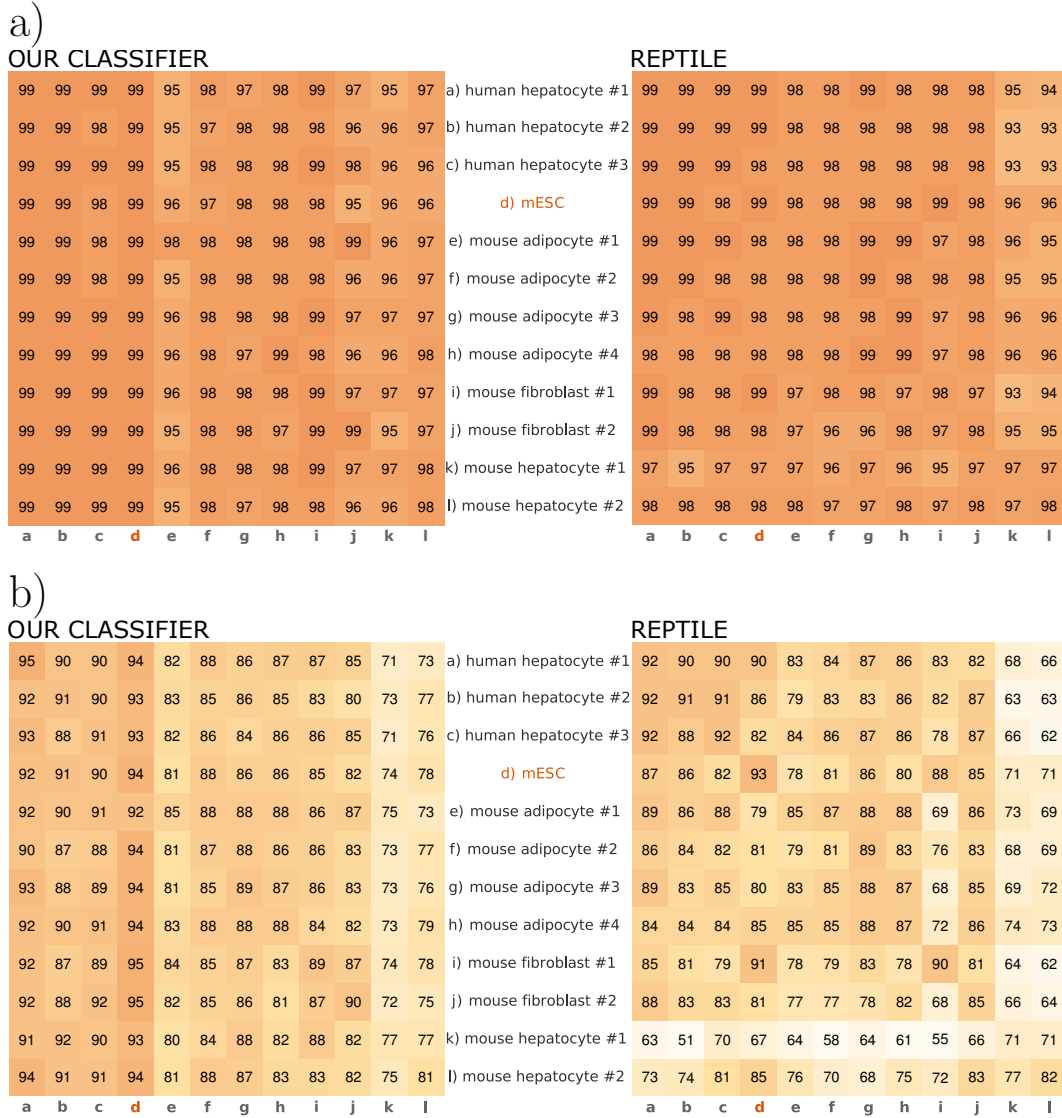 a)
OUR CLASSIFIER REPTILE
99 99 99 99 95 98 97 98 99 97 95 97 a) human hepatocyte #1 99 99 99 99 98 98 99 98 98 98 95 94
99 99 98 99 95 97 98 98 98 96 96 97 b) human hepatocyte #2 99 99 99 99 98 98 98 98 98 98 93 93
99 99 99 99 95 98 98 98 99 98 96 96 c) human hepatocyte #3 99 99 99 98 98 98 98 98 98 98 93 93
99 99 98 99 96 97 98 98 98 95 96 96 d) mESC 99 99 98 99 98 98 98 98 99 98 96 96
99 99 98 99 98 98 98 98 98 99 96 97 e) mouse adipocyte #1 99 99 99 98 98 98 99 99 97 98 96 95
99 99 98 99 95 98 98 98 98 96 96 97 f) mouse adipocyte #2 99 99 98 98 98 98 99 98 98 98 95 95
99 99 99 99 96 98 98 98 99 97 97 97 g) mouse adipocyte #3 99 98 99 98 98 98 98 99 97 98 96 96
99 99 99 99 96 98 97 99 98 96 96 98 h) mouse adipocyte #4 98 98 98 98 98 98 99 99 97 98 96 96
99 99 99 99 96 98 98 98 99 97 97 97 i) mouse fibroblast #1 99 98 98 99 97 98 98 97 98 97 93 94
99 99 99 99 95 98 98 97 99 99 95 97 j) mouse fibroblast #2 99 98 98 98 97 96 96 98 97 98 95 95
99 99 99 99 96 98 98 98 99 97 97 98 k) mouse hepatocyte #1 97 95 97 97 97 96 97 96 95 97 97 97
99 99 99 99 95 98 97 98 98 96 96 98 l) mouse hepatocyte #2 98 98 98 98 98 97 97 98 97 98 97 98
a b c d e f g h i j k l a b c d e f g h i j k l
b)
OUR CLASSIFIER REPTILE
95 90 90 94 82 88 86 87 87 85 71 73 a) human hepatocyte #1 92 90 90 90 83 84 87 86 83 82 68 66
92 91 90 93 83 85 86 85 83 80 73 77 b) human hepatocyte #2 92 91 91 86 79 83 83 86 82 87 63 63
93 88 91 93 82 86 84 86 86 85 71 76 c) human hepatocyte #3 92 88 92 82 84 86 87 86 78 87 66 62
92 91 90 94 81 88 86 86 85 82 74 78 d) mESC 87 86 82 93 78 81 86 80 88 85 71 71
92 90 91 92 85 88 88 88 86 87 75 73 e) mouse adipocyte #1 89 86 88 79 85 87 88 88 69 86 73 69
90 87 88 94 81 87 88 86 86 83 73 77 f) mouse adipocyte #2 86 84 82 81 79 81 89 83 76 83 68 69
93 88 89 94 81 85 89 87 86 83 73 76 g) mouse adipocyte #3 89 83 85 80 83 85 88 87 68 85 69 72
92 90 91 94 83 88 88 88 84 82 73 79 h) mouse adipocyte #4 84 84 84 85 85 84 88 87 72 86 74 73
92 87 89 95 84 85 87 83 89 87 74 78 i) mouse fibroblast #1 85 81 79 91 78 79 83 78 90 81 64 62
92 88 92 95 82 85 86 81 87 90 72 75 j) mouse fibroblast #2 88 83 83 81 77 77 78 82 68 85 66 64
91 92 90 93 80 84 88 82 88 82 77 77 k) mouse hepatocyte #1 63 51 70 67 64 58 64 61 55 66 71 71
94 91 91 94 81 88 87 83 83 82 75 81 l) mouse hepatocyte #2 73 74 81 85 76 70 68 75 72 83 77 82
a b c d e f g h i j k l a b c d e f g h i j k l